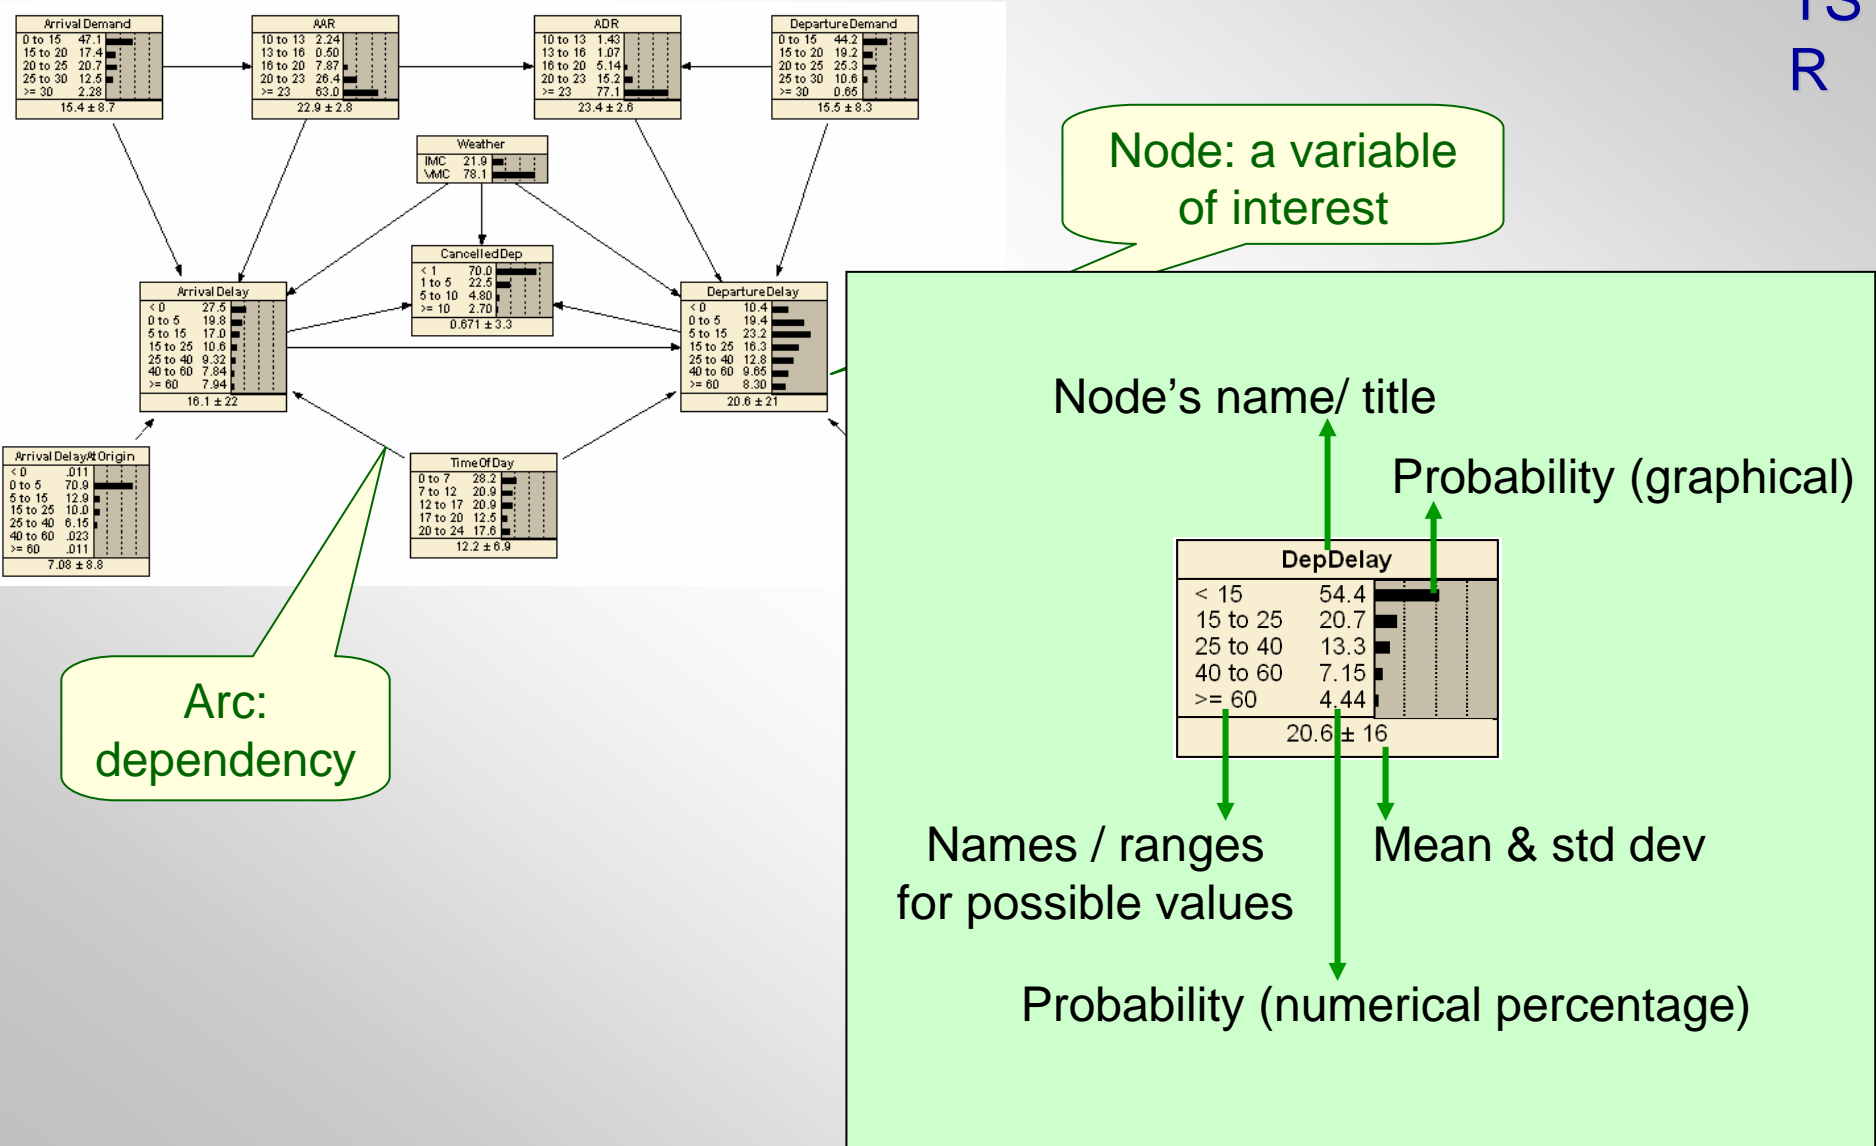 TS
R
Arrival Demand
0 to 15 47.1
15 to 20 17.4
20 to 25 20.7
25 to 30 12.5
>= 30 2.28
15.4 ± 8.7
AAR
10 to 13 2.24
13 to 16 0.50
16 to 20 7.87
20 to 23 26.4
>= 23 63.0
22.9 ± 2.8
ADR
10 to 13 1.43
13 to 16 1.07
16 to 20 5.14
20 to 23 15.2
>= 23 77.1
23.4 ± 2.6
DepartureDemand
0 to 15 44.2
15 to 20 19.2
20 to 25 25.3
25 to 30 10.6
>= 30 0.65
15.5 ± 8.3
Weather
IMC 21.9
VMC 78.1
CancelledDep
< 1 70.0
1 to 5 22.5
5 to 10 4.80
>= 10 2.70
0.671 ± 3.3
ArrivalDelay
< 0 27.5
0 to 5 19.8
5 to 15 17.0
15 to 25 10.6
25 to 40 9.32
40 to 60 7.84
>= 60 7.94
16.1 ± 22
DepartureDelay
< 0 10.4
0 to 5 19.4
5 to 15 23.2
15 to 25 16.3
25 to 40 12.8
40 to 60 9.65
>= 60 8.30
20.6 ± 21
Arrival DelayAtOrigin
< 0 .011
0 to 5 70.9
5 to 15 12.9
15 to 25 10.0
25 to 40 6.15
40 to 60 .023
>= 60 .011
7.08 ± 8.8
TimeOfDay
0 to 7 28.2
7 to 12 20.9
12 to 17 20.9
17 to 20 12.5
20 to 24 17.6
12.2 ± 6.9
Node: a variable
of interest
Arc:
dependency
Node’s name/ title
Probability (graphical)
DepDelay
< 15 54.4
15 to 25 20.7
25 to 40 13.3
40 to 60 7.15
>= 60 4.44
20.6 ± 16
Names / ranges
for possible values
Mean & std dev
Probability (numerical percentage)